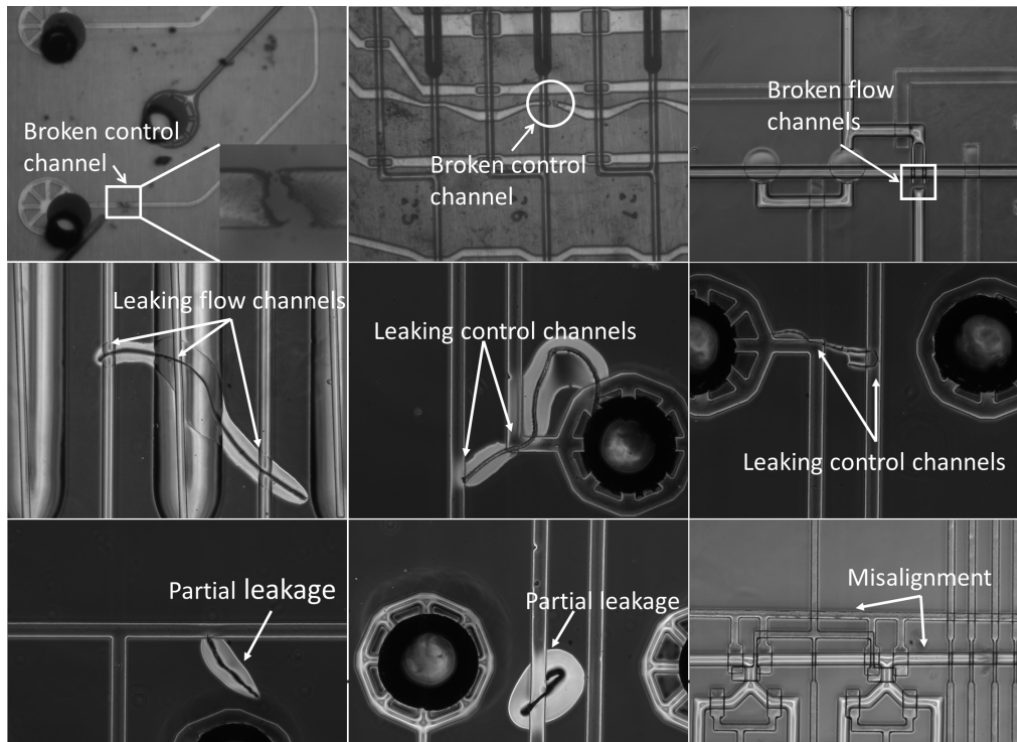 Broken control
channel
Broken control
channel
Broken flow
channels
Leaking flow channels
Leaking control channels
Leaking control channels
Partial leakage
Partial leakage
Misalignment